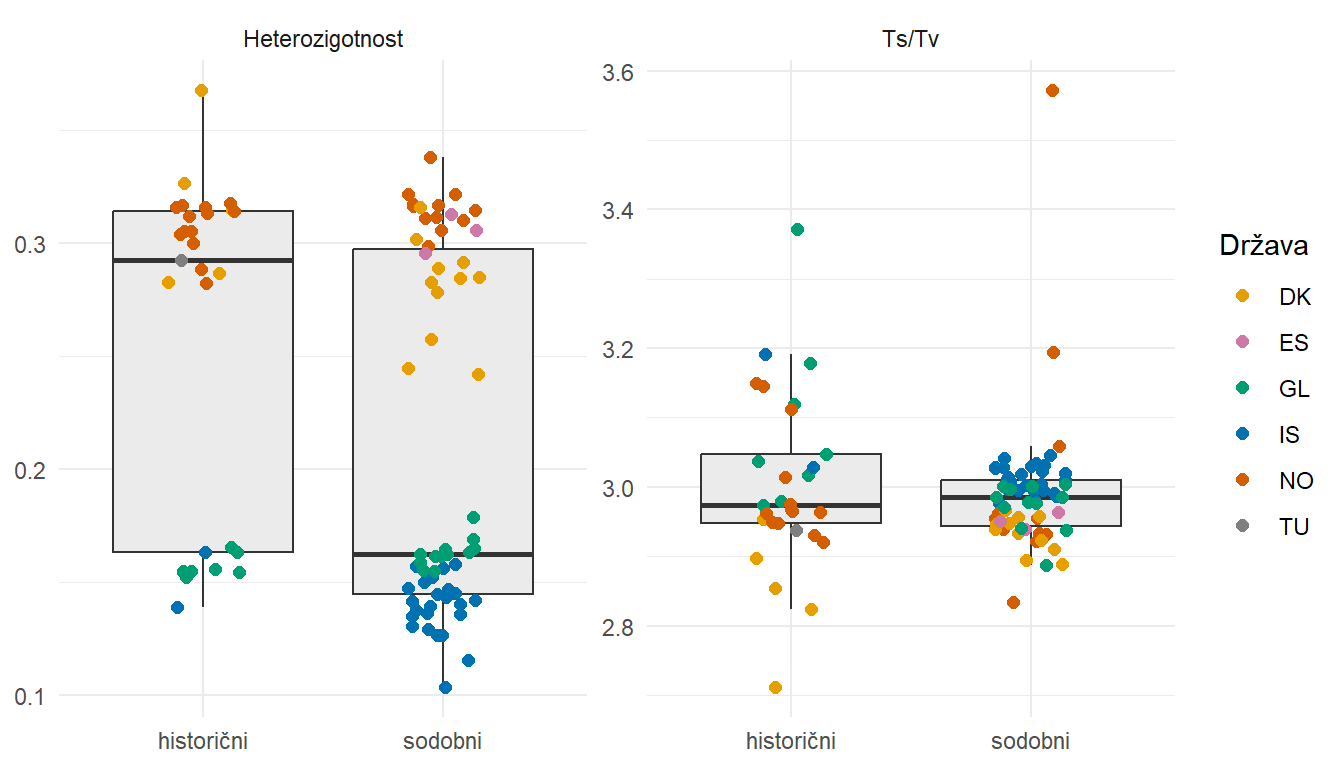 Heterozigotnost
Ts/Tv
0.3
0.2
0.1
historični
sodobni
3.6
3.4
3.2
3.0
2.8
historični
sodobni
Država
DK
ES
GL
IS
NO
TU